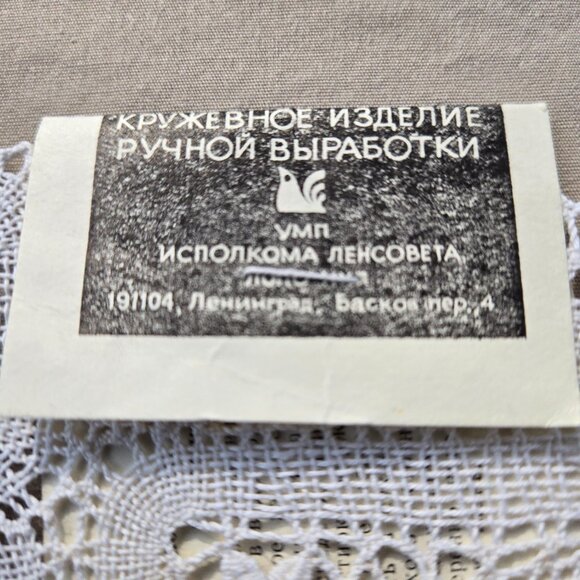 КРУЖЕВНОЕ ИЗДЕЛИЕ
РУЧНОЙ ВЫРАБОТКИ
УМП
ИСПОЛКОМА ЛЕНСОВЕТА
191104, Ленинград, Басков пер., 4